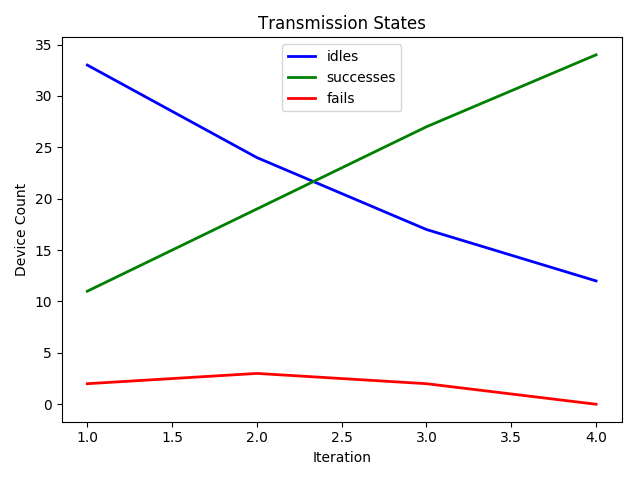 Transmission States
idles
successes
fails
Device Count
35
30
25
20
15
10
5
0
1.0 1.5 2.0 2.5 3.0 3.5 4.0
Iteration